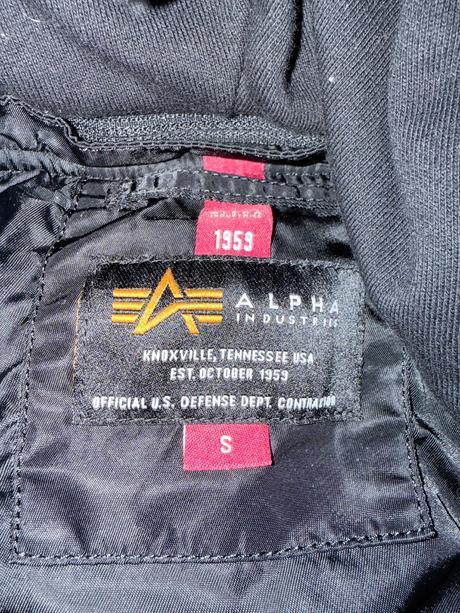 1959
ALPHA
INDUSTRIES
KNOXVILLE, TENNESSEE USA
EST. OCTOBER 1959
OFFICIAL U.S. DEFENSE DEPT. CONTRACTOR
S